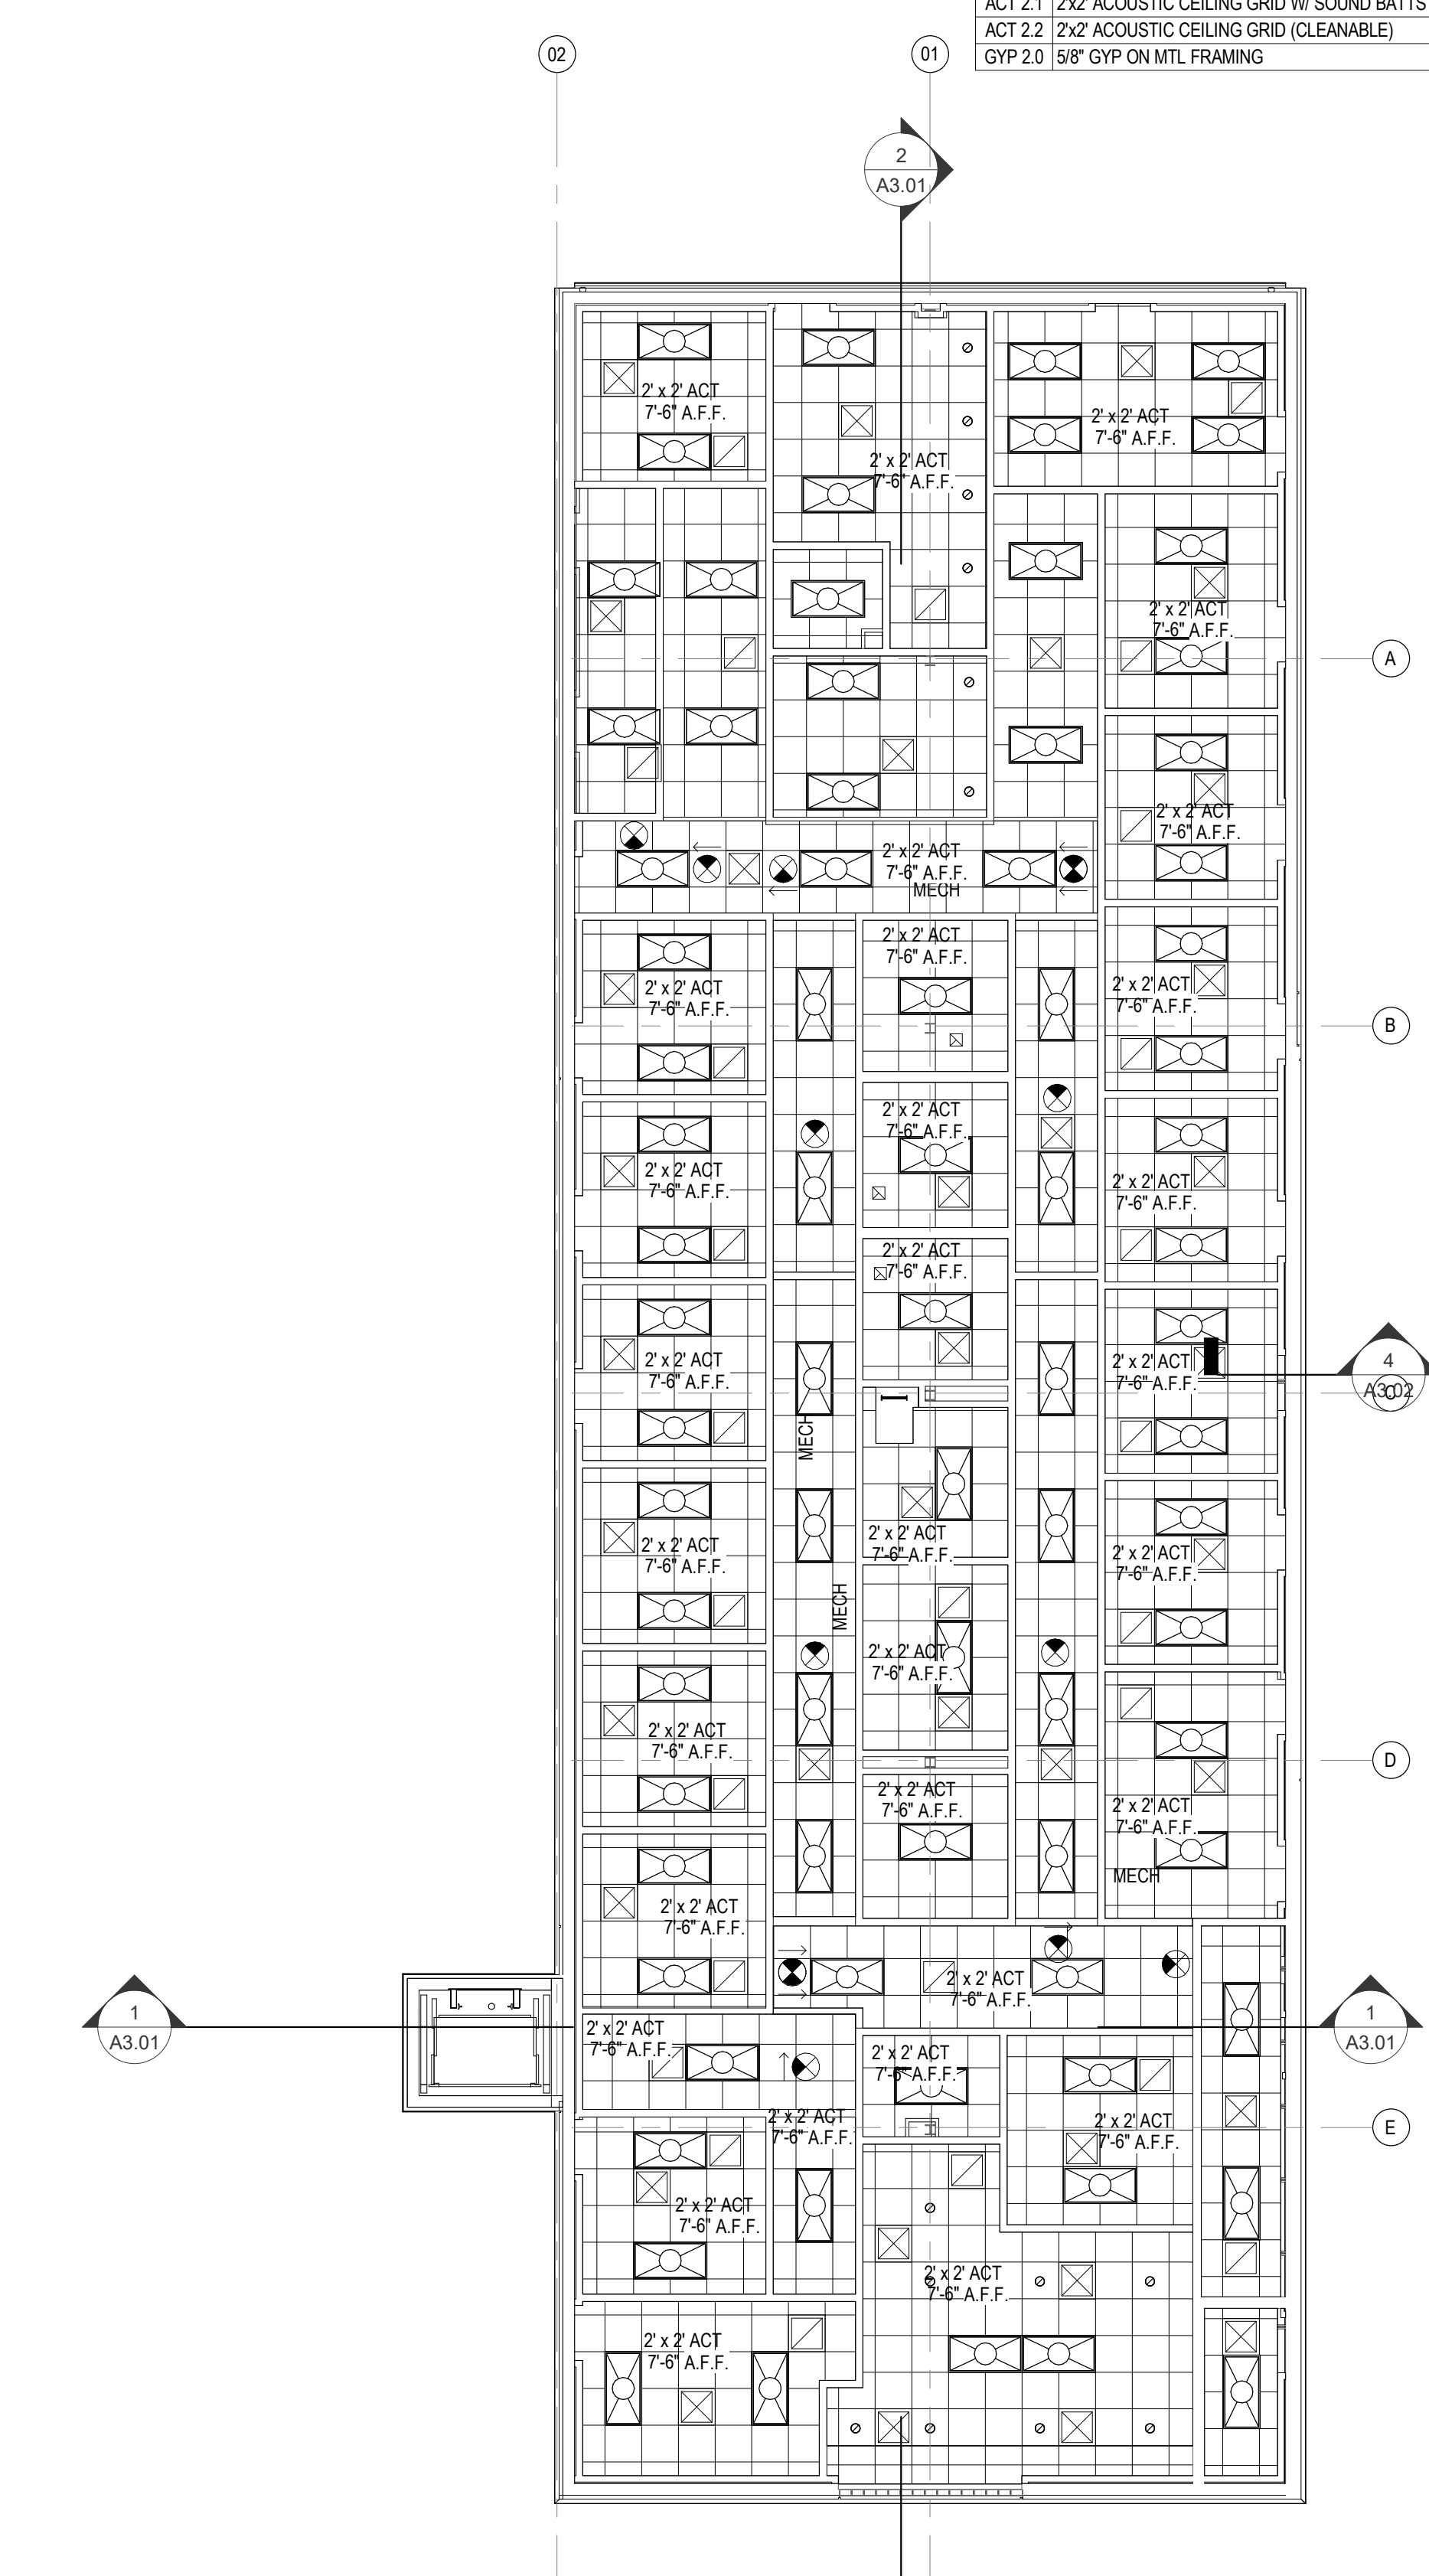 ACT 2.1 2'x2' ACOUSTIC CEILING GRID W/ SOUND BATTS
ACT 2.2 2'x2' ACOUSTIC CEILING GRID (CLEANABLE)
GYP 2.0 5/8" GYP ON MTL FRAMING
02
01
2
A3.01
2' x 2' ACT
7'-6" A.F.F.
2' x 2' ACT
7'-6" A.F.F.
2' x 2' ACT
7'-6" A.F.F.
2' x 2' ACT
7'-6" A.F.F.
A
2' x 2' ACT
7'-6" A.F.F.
2' x 2' ACT
7'-6" A.F.F.
MECH
2' x 2' ACT
7'-6" A.F.F.
2' x 2' ACT
7'-6" A.F.F.
2' x 2' ACT
7'-6" A.F.F.
B
2' x 2' ACT
7'-6" A.F.F.
2' x 2' ACT
7'-6" A.F.F.
2' x 2' ACT
7'-6" A.F.F.
2' x 2' ACT
7'-6" A.F.F.
2' x 2' ACT
7'-6" A.F.F.
2' x 2' ACT
7'-6" A.F.F.
4
A3.02
C
MECH
2' x 2' ACT
7'-6" A.F.F.
2' x 2' ACT
7'-6" A.F.F.
2' x 2' ACT
7'-6" A.F.F.
MECH
2' x 2' ACT
7'-6" A.F.F.
2' x 2' ACT
7'-6" A.F.F.
D
2' x 2' ACT
7'-6" A.F.F.
2' x 2' ACT
7'-6" A.F.F.
MECH
2' x 2' ACT
7'-6" A.F.F.
2' x 2' ACT
7'-6" A.F.F.
1
A3.01
1
A3.01
2' x 2' ACT
7'-6" A.F.F.
2' x 2' ACT
7'-6" A.F.F.
2' x 2' ACT
7'-6" A.F.F.
2' x 2' ACT
7'-6" A.F.F.
E
2' x 2' ACT
7'-6" A.F.F.
2' x 2' ACT
7'-6" A.F.F.
2' x 2' ACT
7'-6" A.F.F.